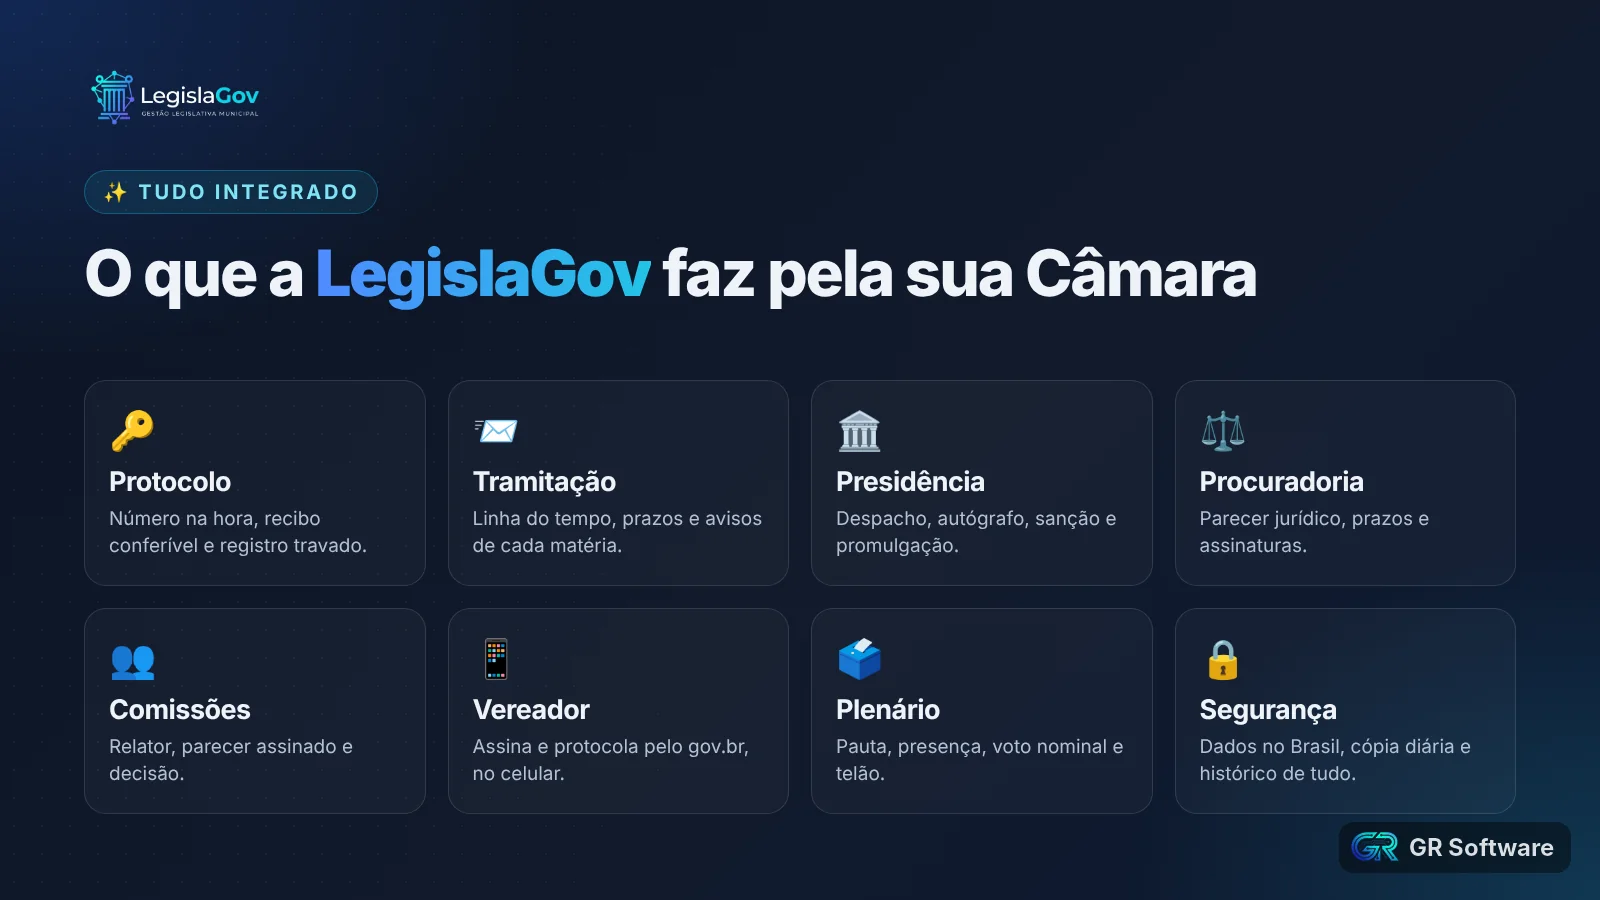 LegislaGov
GESTÃO LEGISLATIVA MUNICIPAL
✨ TUDO INTEGRADO
O que a LegislaGov faz pela sua Câmara
Protocolo
Número na hora, recibo
conferível e registro travado.
Tramitação
Linha do tempo, prazos e avisos
de cada matéria.
Presidência
Despacho, autógrafo, sanção e
promulgação.
Procuradoria
Parecer jurídico, prazos e
assinaturas.
Comissões
Relator, parecer assinado e
decisão.
Vereador
Assina e protocola pelo gov.br,
no celular.
Plenário
Pauta, presença, voto nominal e
telão.
Segurança
Dados no Brasil, cópia diária e
histórico de tudo.
GR GR Software